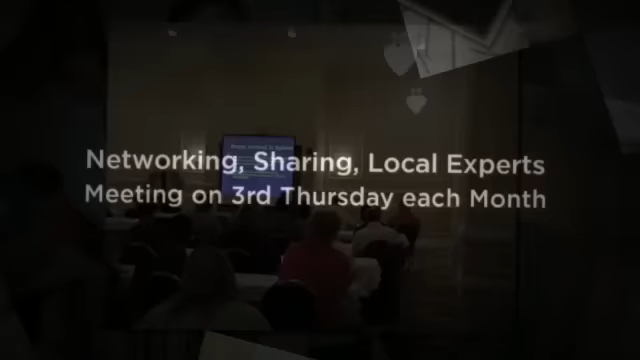 Networking, Sharing, Local Experts
Meeting on 3rd Thursday each Month